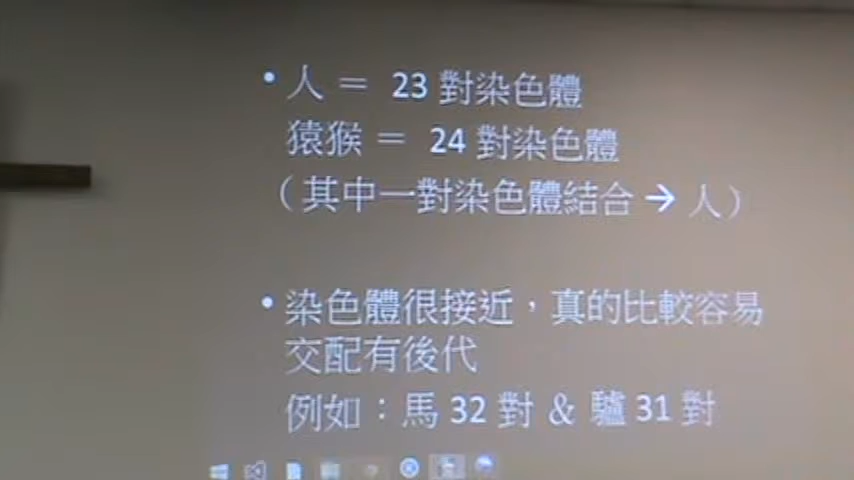 • 人 = 23 對染色體
猿猴 = 24 對染色體
（其中一對染色體結合 → 人）
• 染色體很接近，真的比較容易
交配有後代
例如：馬 32 對 & 驢 31 對